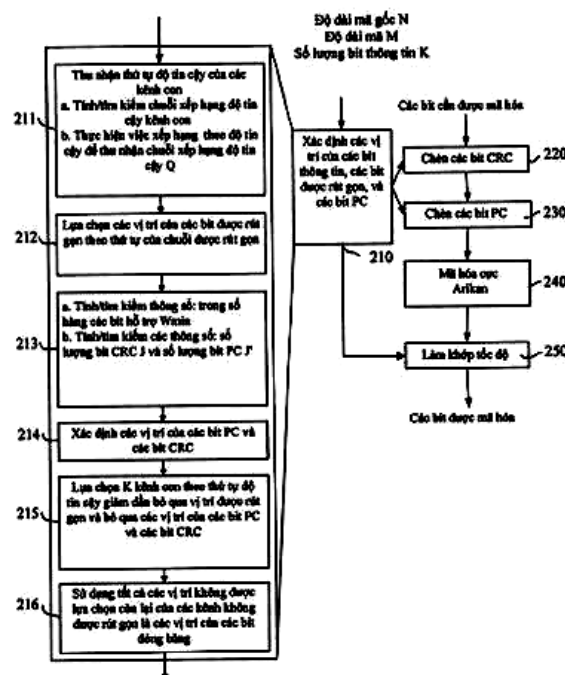 Độ dài mã gốc N
Độ dài mã M
Số lượng bit thông tin K
211
Thu nhận thứ tự độ tin cậy của các
kênh con
a. Tính/tìm kiếm chuỗi xếp hạng độ tin
cậy kênh con
b. Thực hiện việc xếp hạng theo độ tin
cậy để thu nhận chuỗi xếp hạng độ tin
cậy Q
212
Lựa chọn các vị trí của các bit được rút
gọn theo thứ tự của chuỗi được rút gọn
213
a. Tính/tìm kiếm thông số: trọng số
hàng các bit hỗ trợ Wmin
b. Tính/tìm kiếm các thông số: số
lượng bit CRC J và số lượng bit PC J'
214
Xác định các vị trí của các bit PC và
các bit CRC
215
Lựa chọn K kênh con theo thứ tự độ
tin cậy giảm dần bỏ qua vị trí được rút
gọn và bỏ qua các vị trí của các bit PC
và các bit CRC
216
Sử dụng tất cả các vị trí không được
lựa chọn còn lại của các kênh không
được rút gọn là các vị trí của các bit
đóng băng
Xác định các vị
trí của các bit
thông tin, các bit
được rút gọn, và
các bit PC
210
Các bit cần được mã hóa
Chèn các bit CRC
220
Chèn các bit PC
230
Mã hóa cực
Arikan
240
Làm khớp tốc độ
250
Các bit được mã hóa